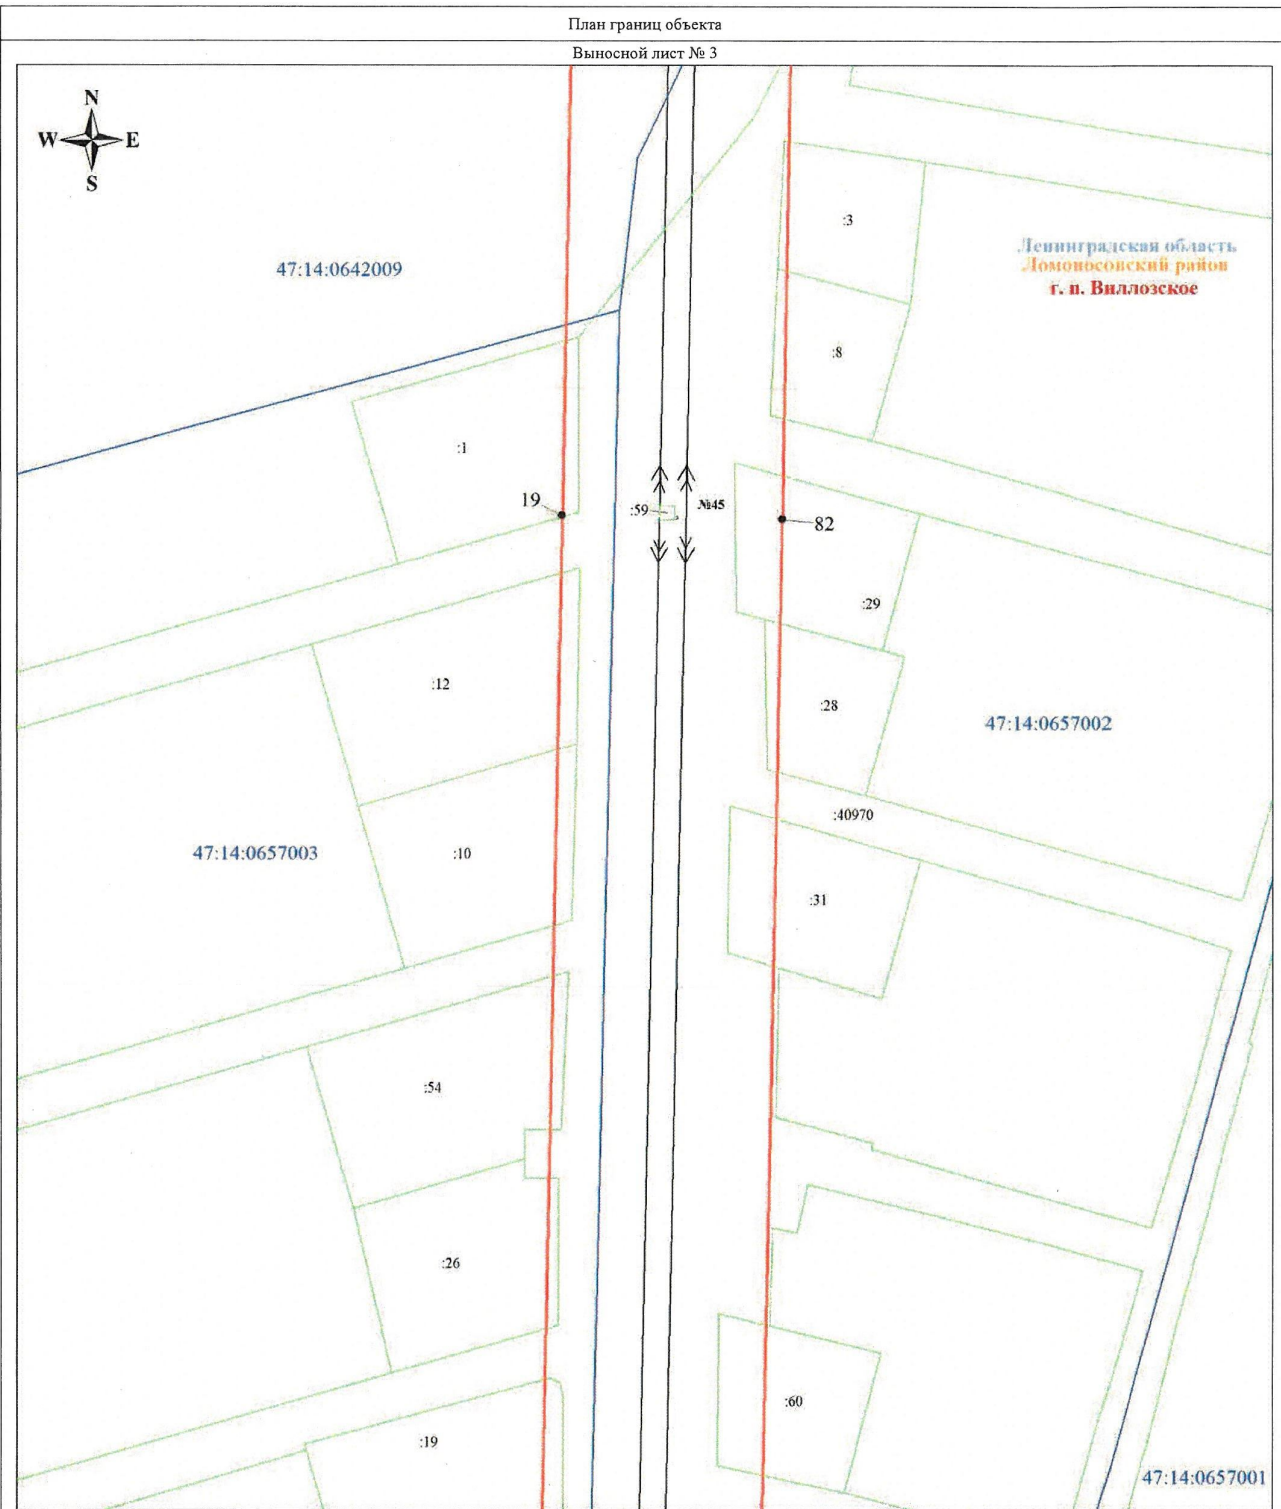 План границ объекта
Выносной лист № 3
N
W E
S
:3
Ленинградская область
Ломоносовский район
г. п. Виллозское
47:14:0642009
:8
:1
19
:59
№45
82
:29
:12
:28
47:14:0657002
:40970
47:14:0657003
:10
:31
:54
:26
:60
:19
47:14:0657001